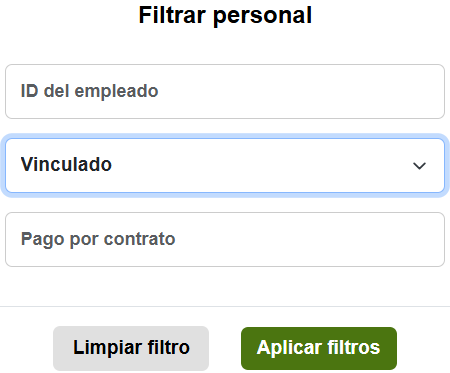 Filtrar personal
ID del empleado
Vinculado
Pago por contrato
Limpiar filtro
Aplicar filtros